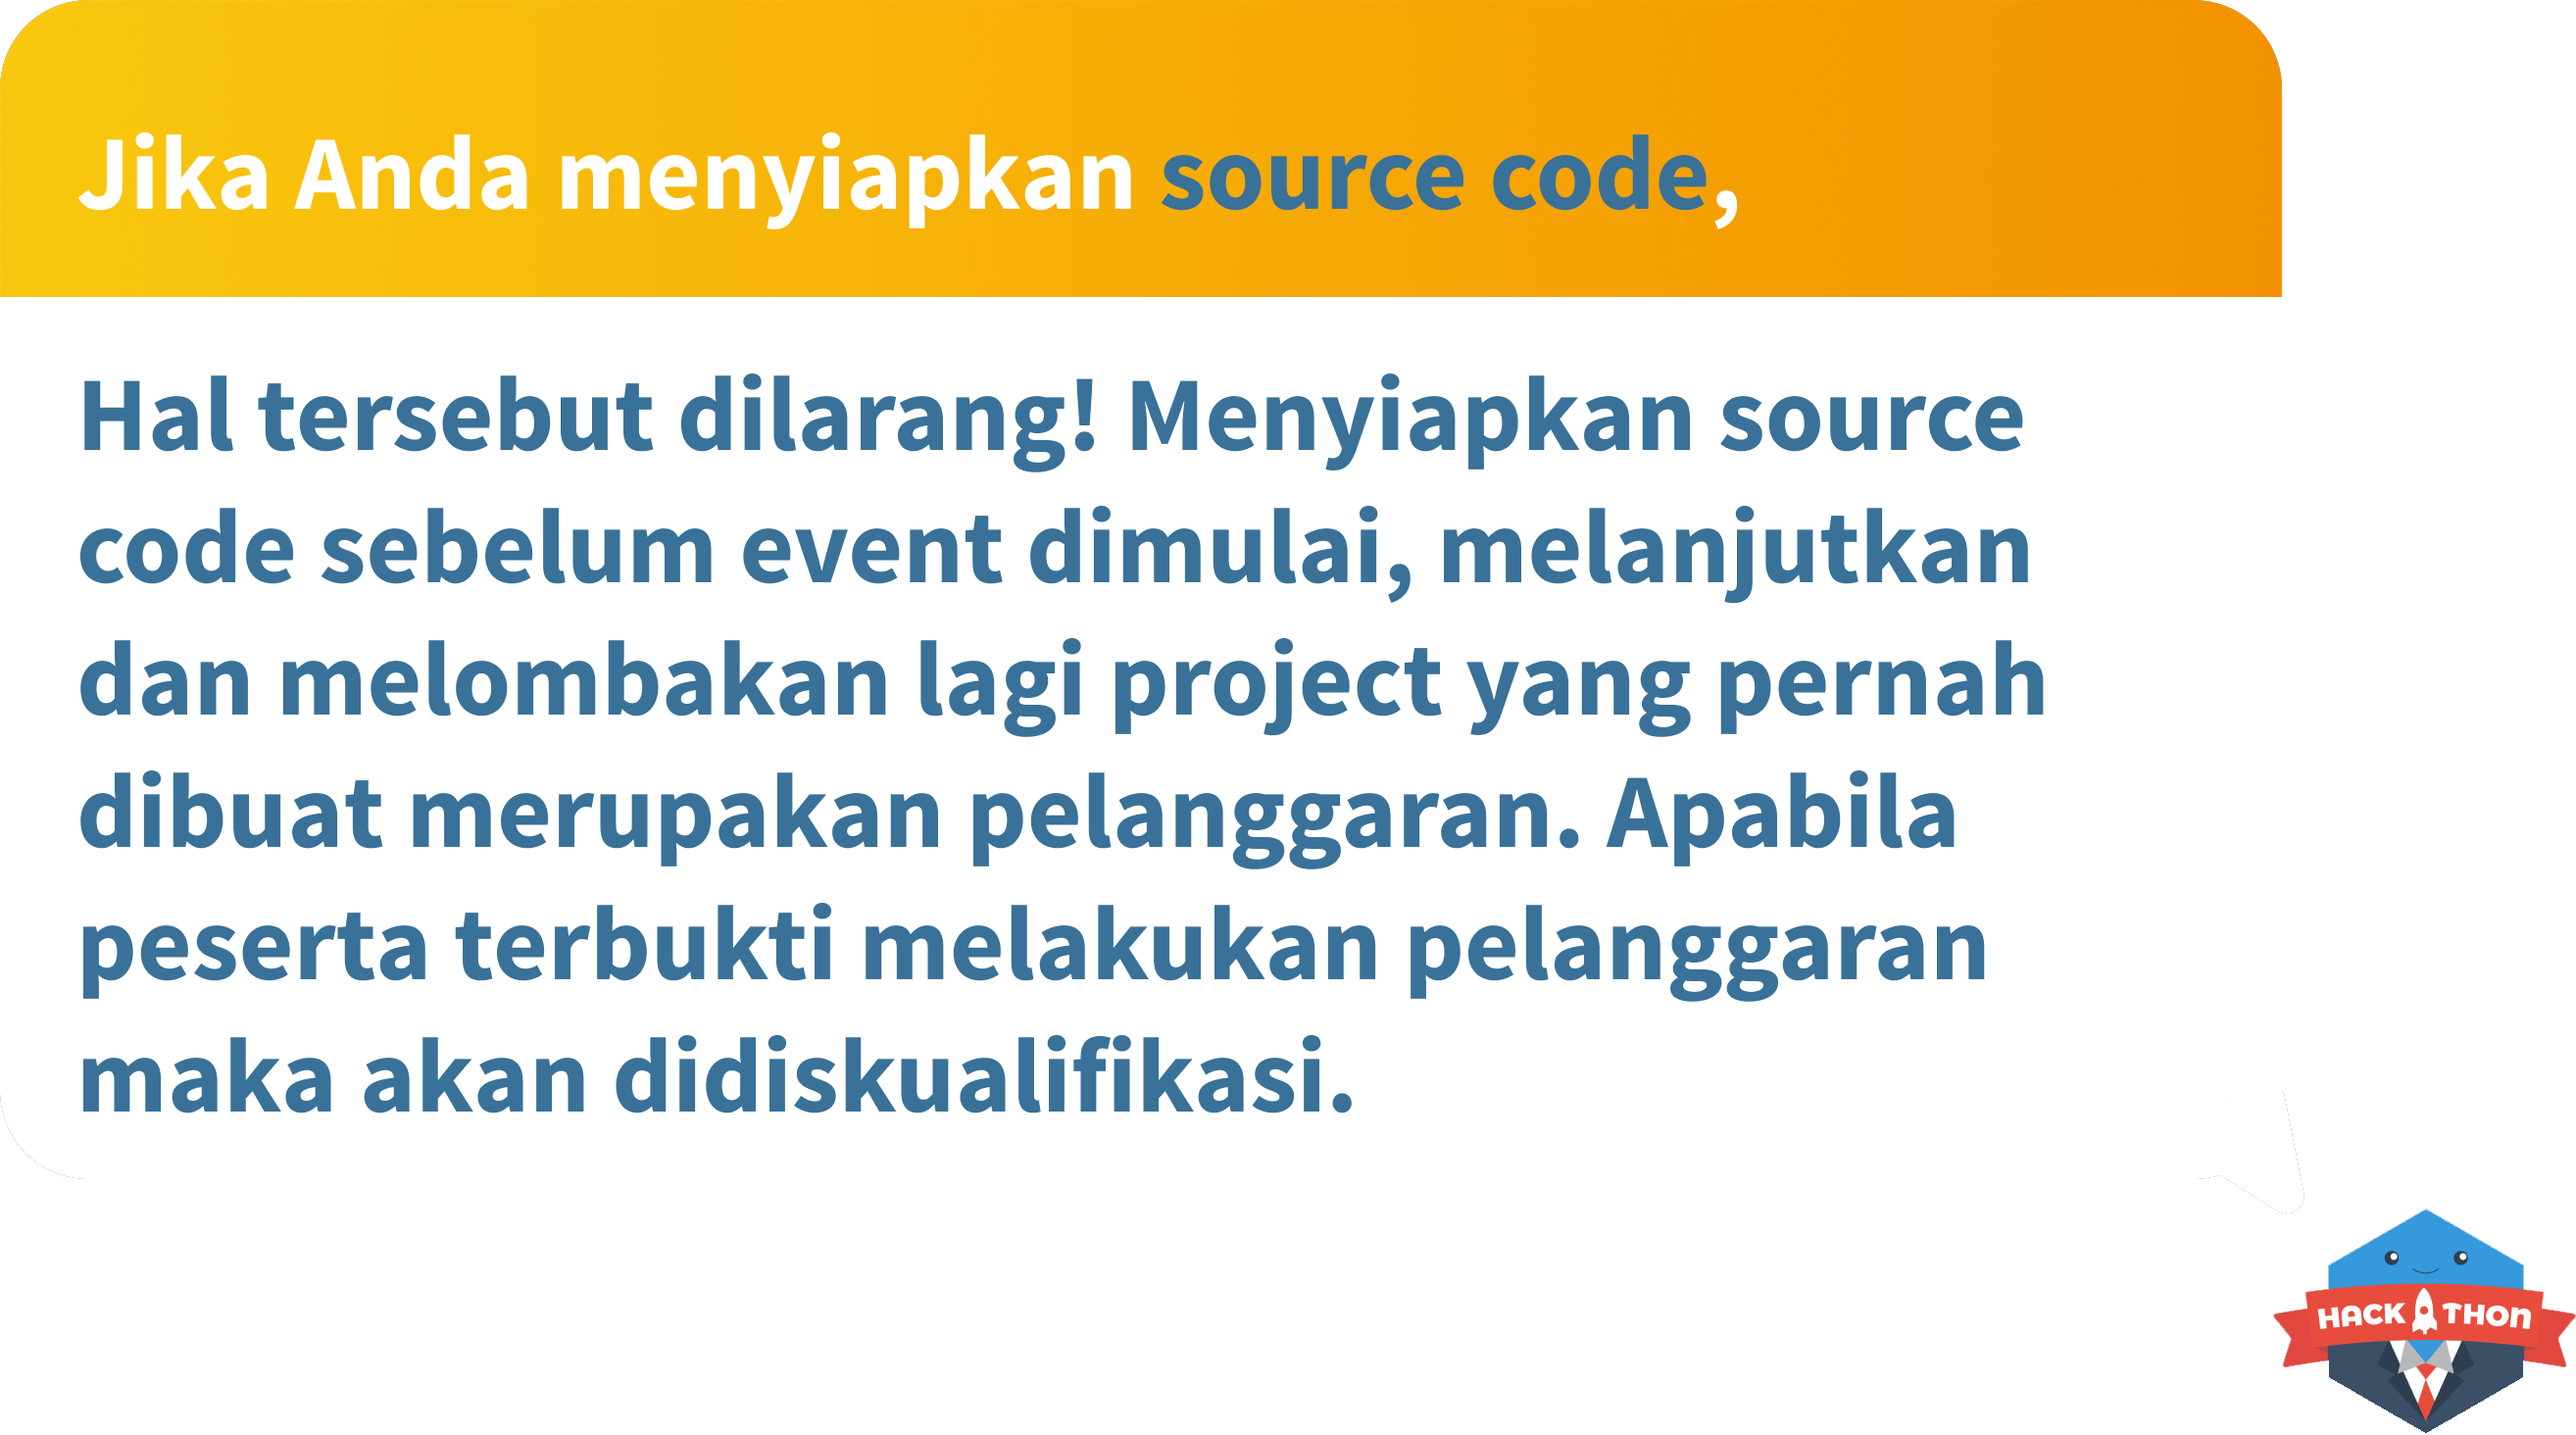 Jika Anda menyiapkan source code,
Hal tersebut dilarang! Menyiapkan source
code sebelum event dimulai, melanjutkan
dan melombakan lagi project yang pernah
dibuat merupakan pelanggaran. Apabila
peserta terbukti melakukan pelanggaran
maka akan didiskualifikasi.
HACK THON